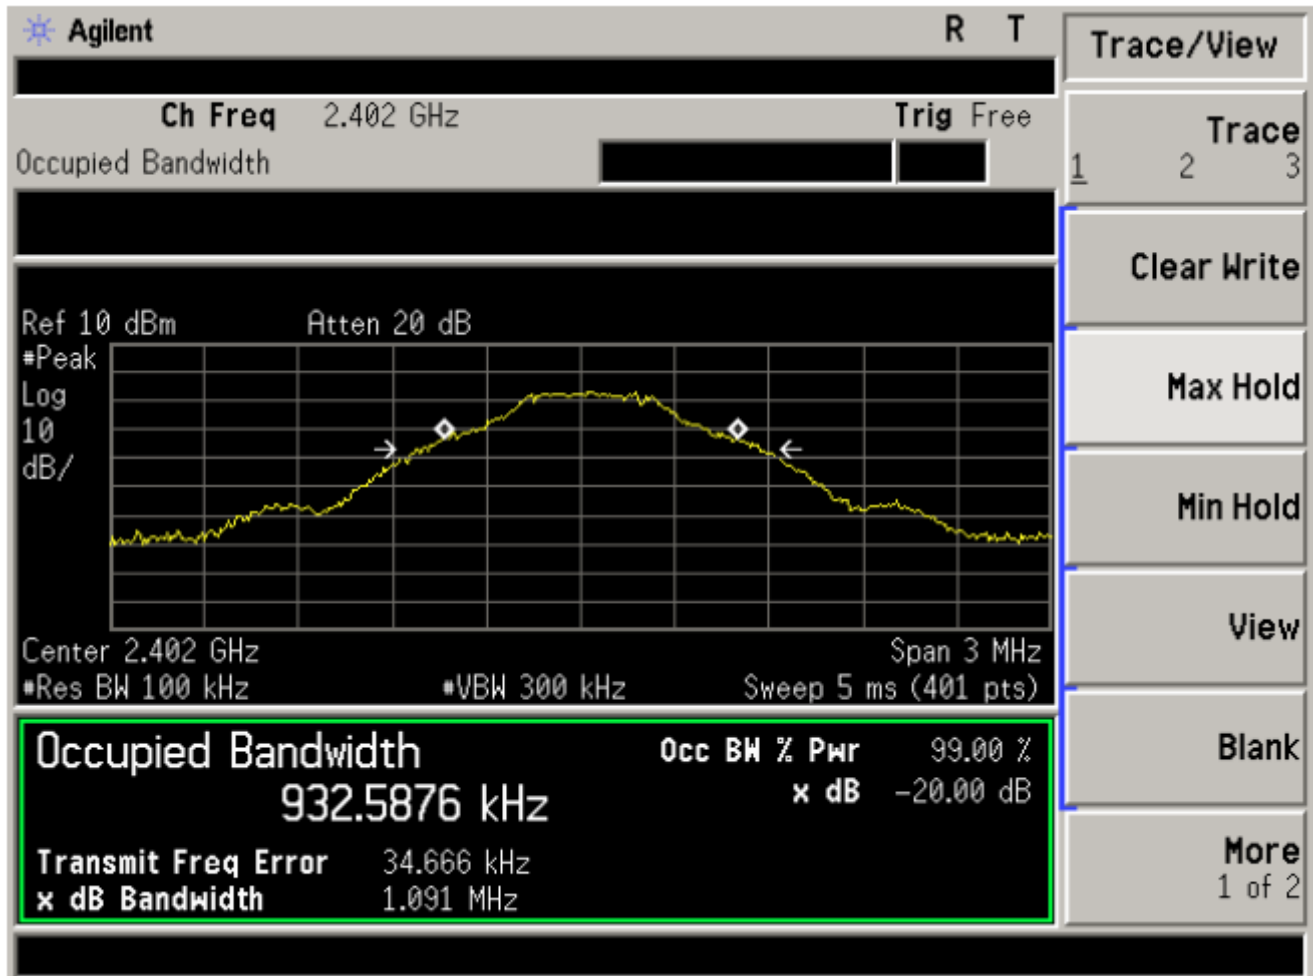 Agilent R T
Trace/View
Ch Freq 2.402 GHz Trig Free
Occupied Bandwidth
Trace
1 2 3
Clear Write
Max Hold
Min Hold
View
Blank
More
1 of 2
Ref 10 dBm Atten 20 dB
#Peak
Log
10
dB/
Center 2.402 GHz Span 3 MHz
#Res BW 100 kHz #VBW 300 kHz Sweep 5 ms (401 pts)
Occupied Bandwidth Occ BW % Pwr 99.00 %
932.5876 kHz x dB -20.00 dB
Transmit Freq Error 34.666 kHz
x dB Bandwidth 1.091 MHz